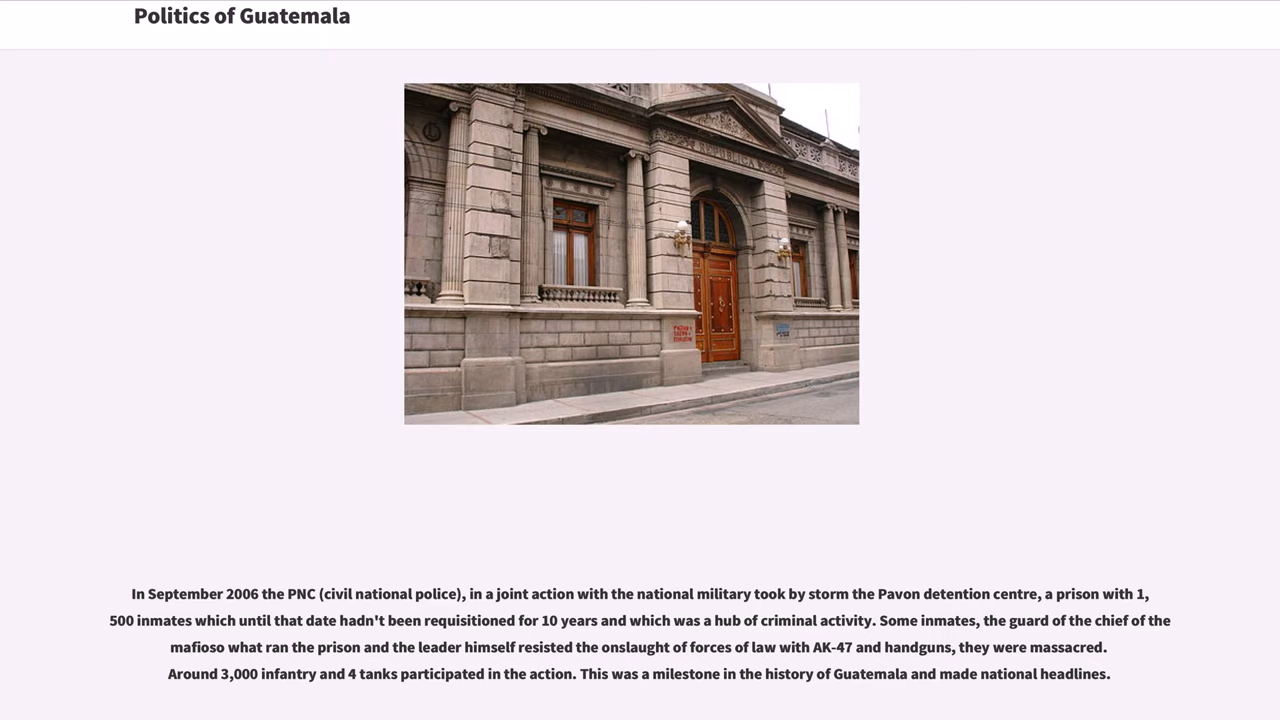 Politics of Guatemala
REPUBLICA
In September 2006 the PNC (civil national police), in a joint action with the national military took by storm the Pavon detention centre, a prison with 1,
500 inmates which until that date hadn't been requisitioned for 10 years and which was a hub of criminal activity. Some inmates, the guard of the chief of the
mafioso what ran the prison and the leader himself resisted the onslaught of forces of law with AK-47 and handguns, they were massacred.
Around 3,000 infantry and 4 tanks participated in the action. This was a milestone in the history of Guatemala and made national headlines.